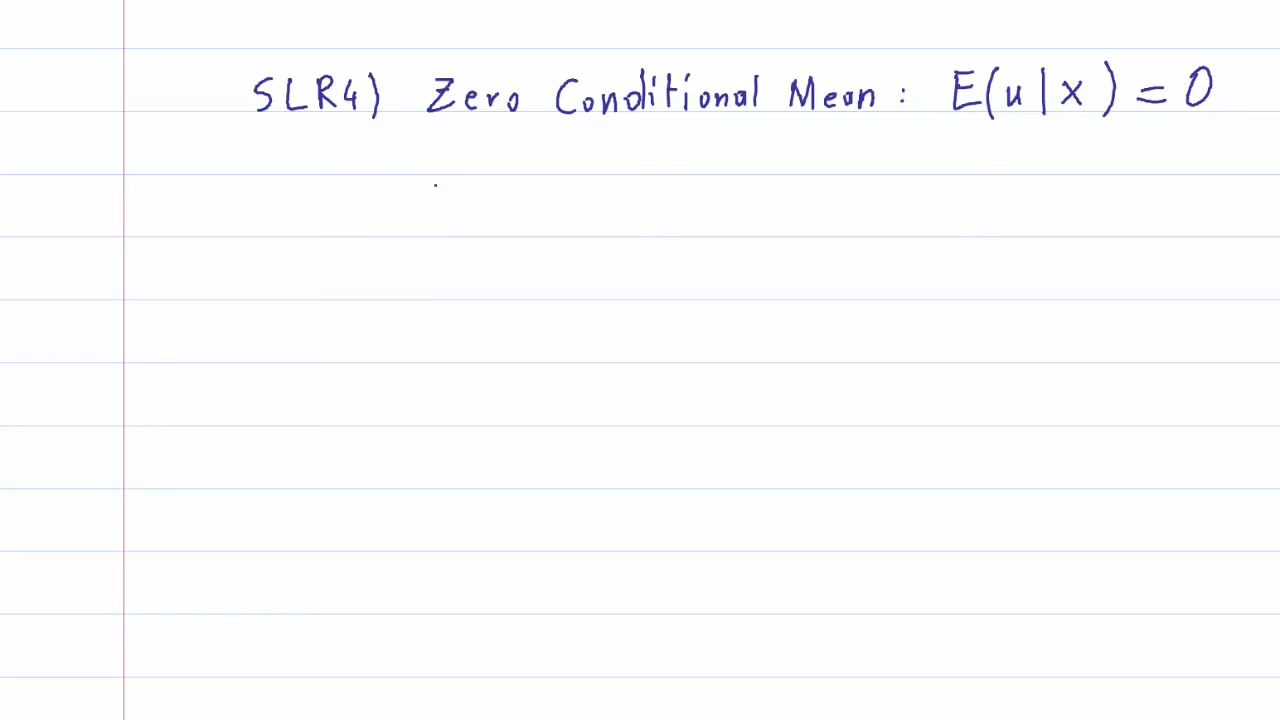 SLR4) Zero Conditional Mean: E(u|x) = 0